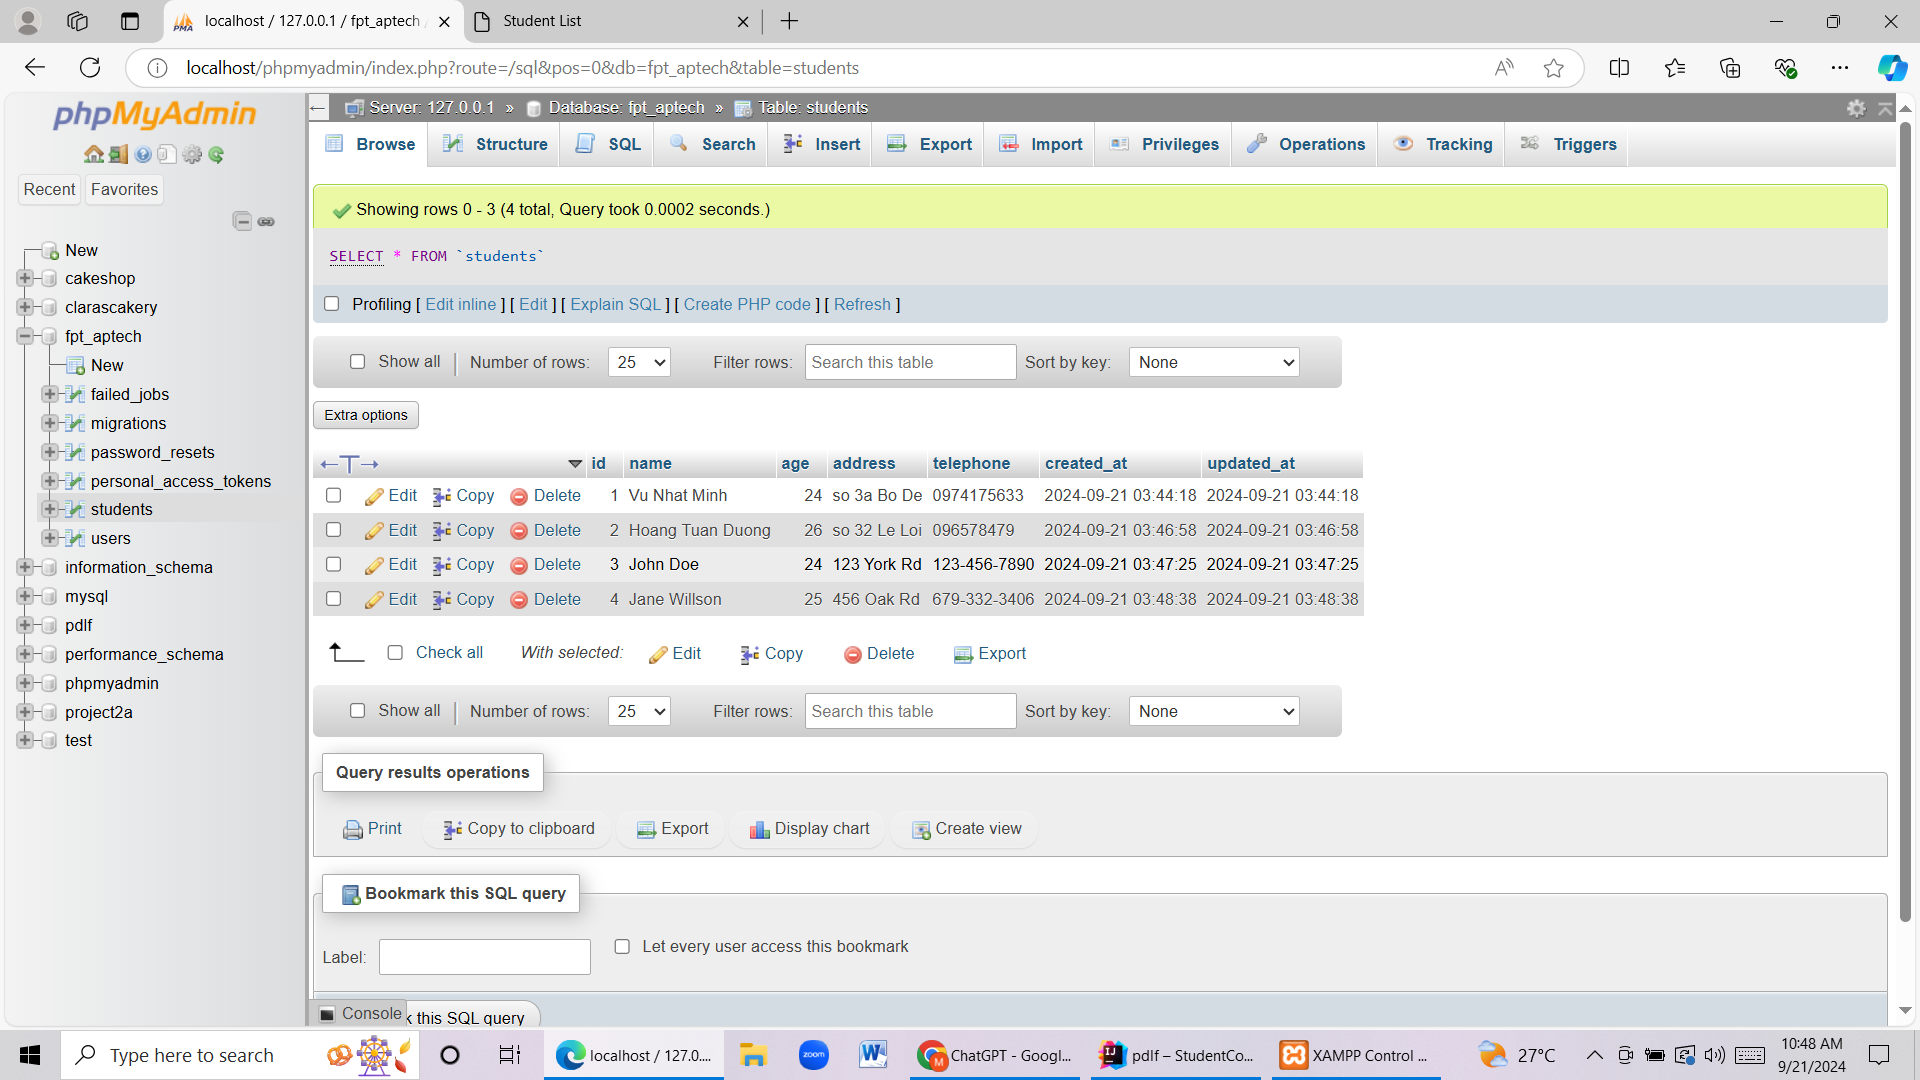 localhost / 127.0.0.1 / fpt_aptech
Student List
localhost/phpmyadmin/index.php?route=/sql&pos=0&db=fpt_aptech&table=students
phpMyAdmin
Recent
Favorites
New
cakeshop
clarascakery
fpt_aptech
New
failed_jobs
migrations
password_resets
personal_access_tokens
students
users
information_schema
mysql
pdlf
performance_schema
phpmyadmin
project2a
test
Server: 127.0.0.1 » Database: fpt_aptech » Table: students
Browse Structure SQL Search Insert Export Import Privileges Operations Tracking Triggers
Showing rows 0 - 3 (4 total, Query took 0.0002 seconds.)
SELECT * FROM `students`
Profiling [ Edit inline ] [ Edit ] [ Explain SQL ] [ Create PHP code ] [ Refresh ]
Show all Number of rows: 25 Filter rows: Search this table Sort by key: None
Extra options
id name age address telephone created_at updated_at
Edit Copy Delete 1 Vu Nhat Minh 24 so 3a Bo De 0974175633 2024-09-21 03:44:18 2024-09-21 03:44:18
Edit Copy Delete 2 Hoang Tuan Duong 26 so 32 Le Loi 096578479 2024-09-21 03:46:58 2024-09-21 03:46:58
Edit Copy Delete 3 John Doe 24 123 York Rd 123-456-7890 2024-09-21 03:47:25 2024-09-21 03:47:25
Edit Copy Delete 4 Jane Willson 25 456 Oak Rd 679-332-3406 2024-09-21 03:48:38 2024-09-21 03:48:38
Check all With selected: Edit Copy Delete Export
Show all Number of rows: 25 Filter rows: Search this table Sort by key: None
Query results operations
Print Copy to clipboard Export Display chart Create view
Bookmark this SQL query
Label:
Let every user access this bookmark
Console
k this SQL query
Type here to search
localhost / 127.0....
zoom
ChatGPT - Googl...
pdlf – StudentCo...
XAMPP Control ...
27°C
10:48 AM
9/21/2024